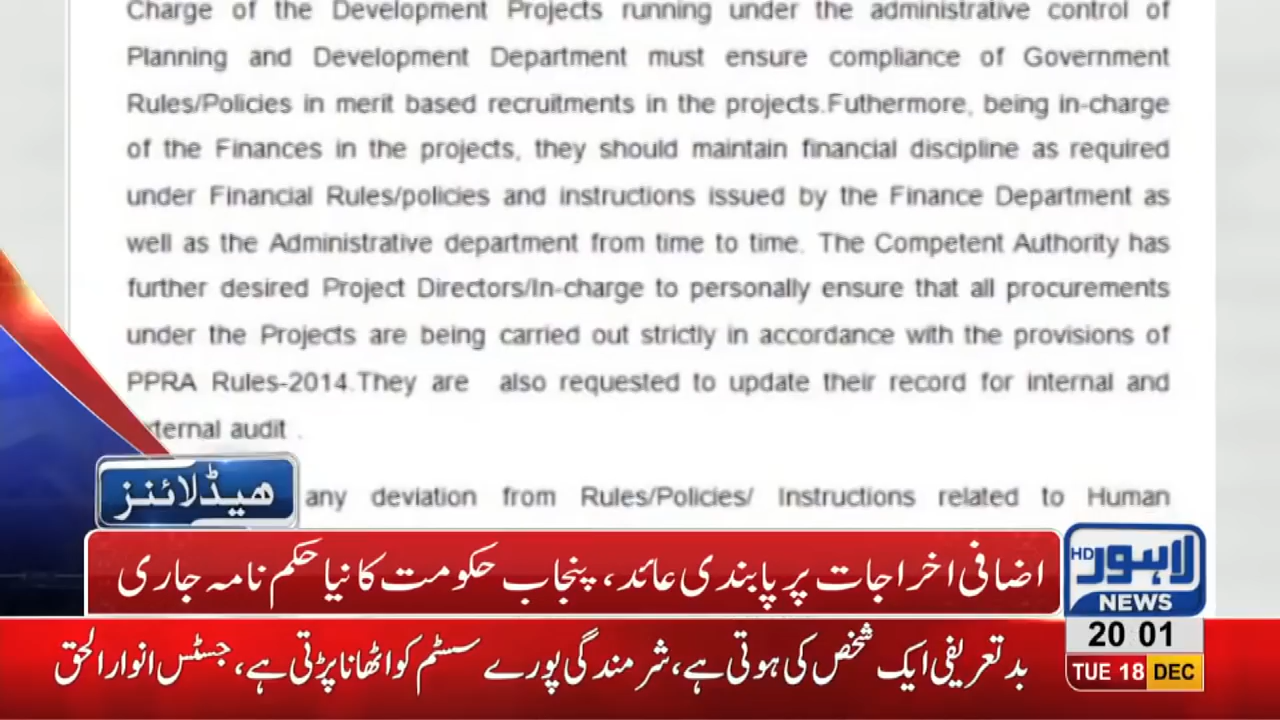 Charge of the Development Projects running under the administrative control of
Planning and Development Department must ensure compliance of Government
Rules/Policies in merit based recruitments in the projects.Futhermore, being in-charge
of the Finances in the projects, they should maintain financial discipline as required
under Financial Rules/policies and instructions issued by the Finance Department as
well as the Administrative department from time to time. The Competent Authority has
further desired Project Directors/In-charge to personally ensure that all procurements
under the Projects are being carried out strictly in accordance with the provisions of
PPRA Rules-2014.They are also requested to update their record for internal and
ternal audit .
any deviation from Rules/Policies/ Instructions related to Human
ھیڈلائنز
اضافی اخراجات پر پابندی عائد، پنجاب حکومت کا نیا حکم نامہ جاری
HD لاہور
NEWS
20 01
TUE 18 DEC
بدتعریفی ایک شخص کی ہوتی ہے، شرمندگی پورے سسٹم کو اٹھانا پڑتی ہے، جسٹس انوار الحق